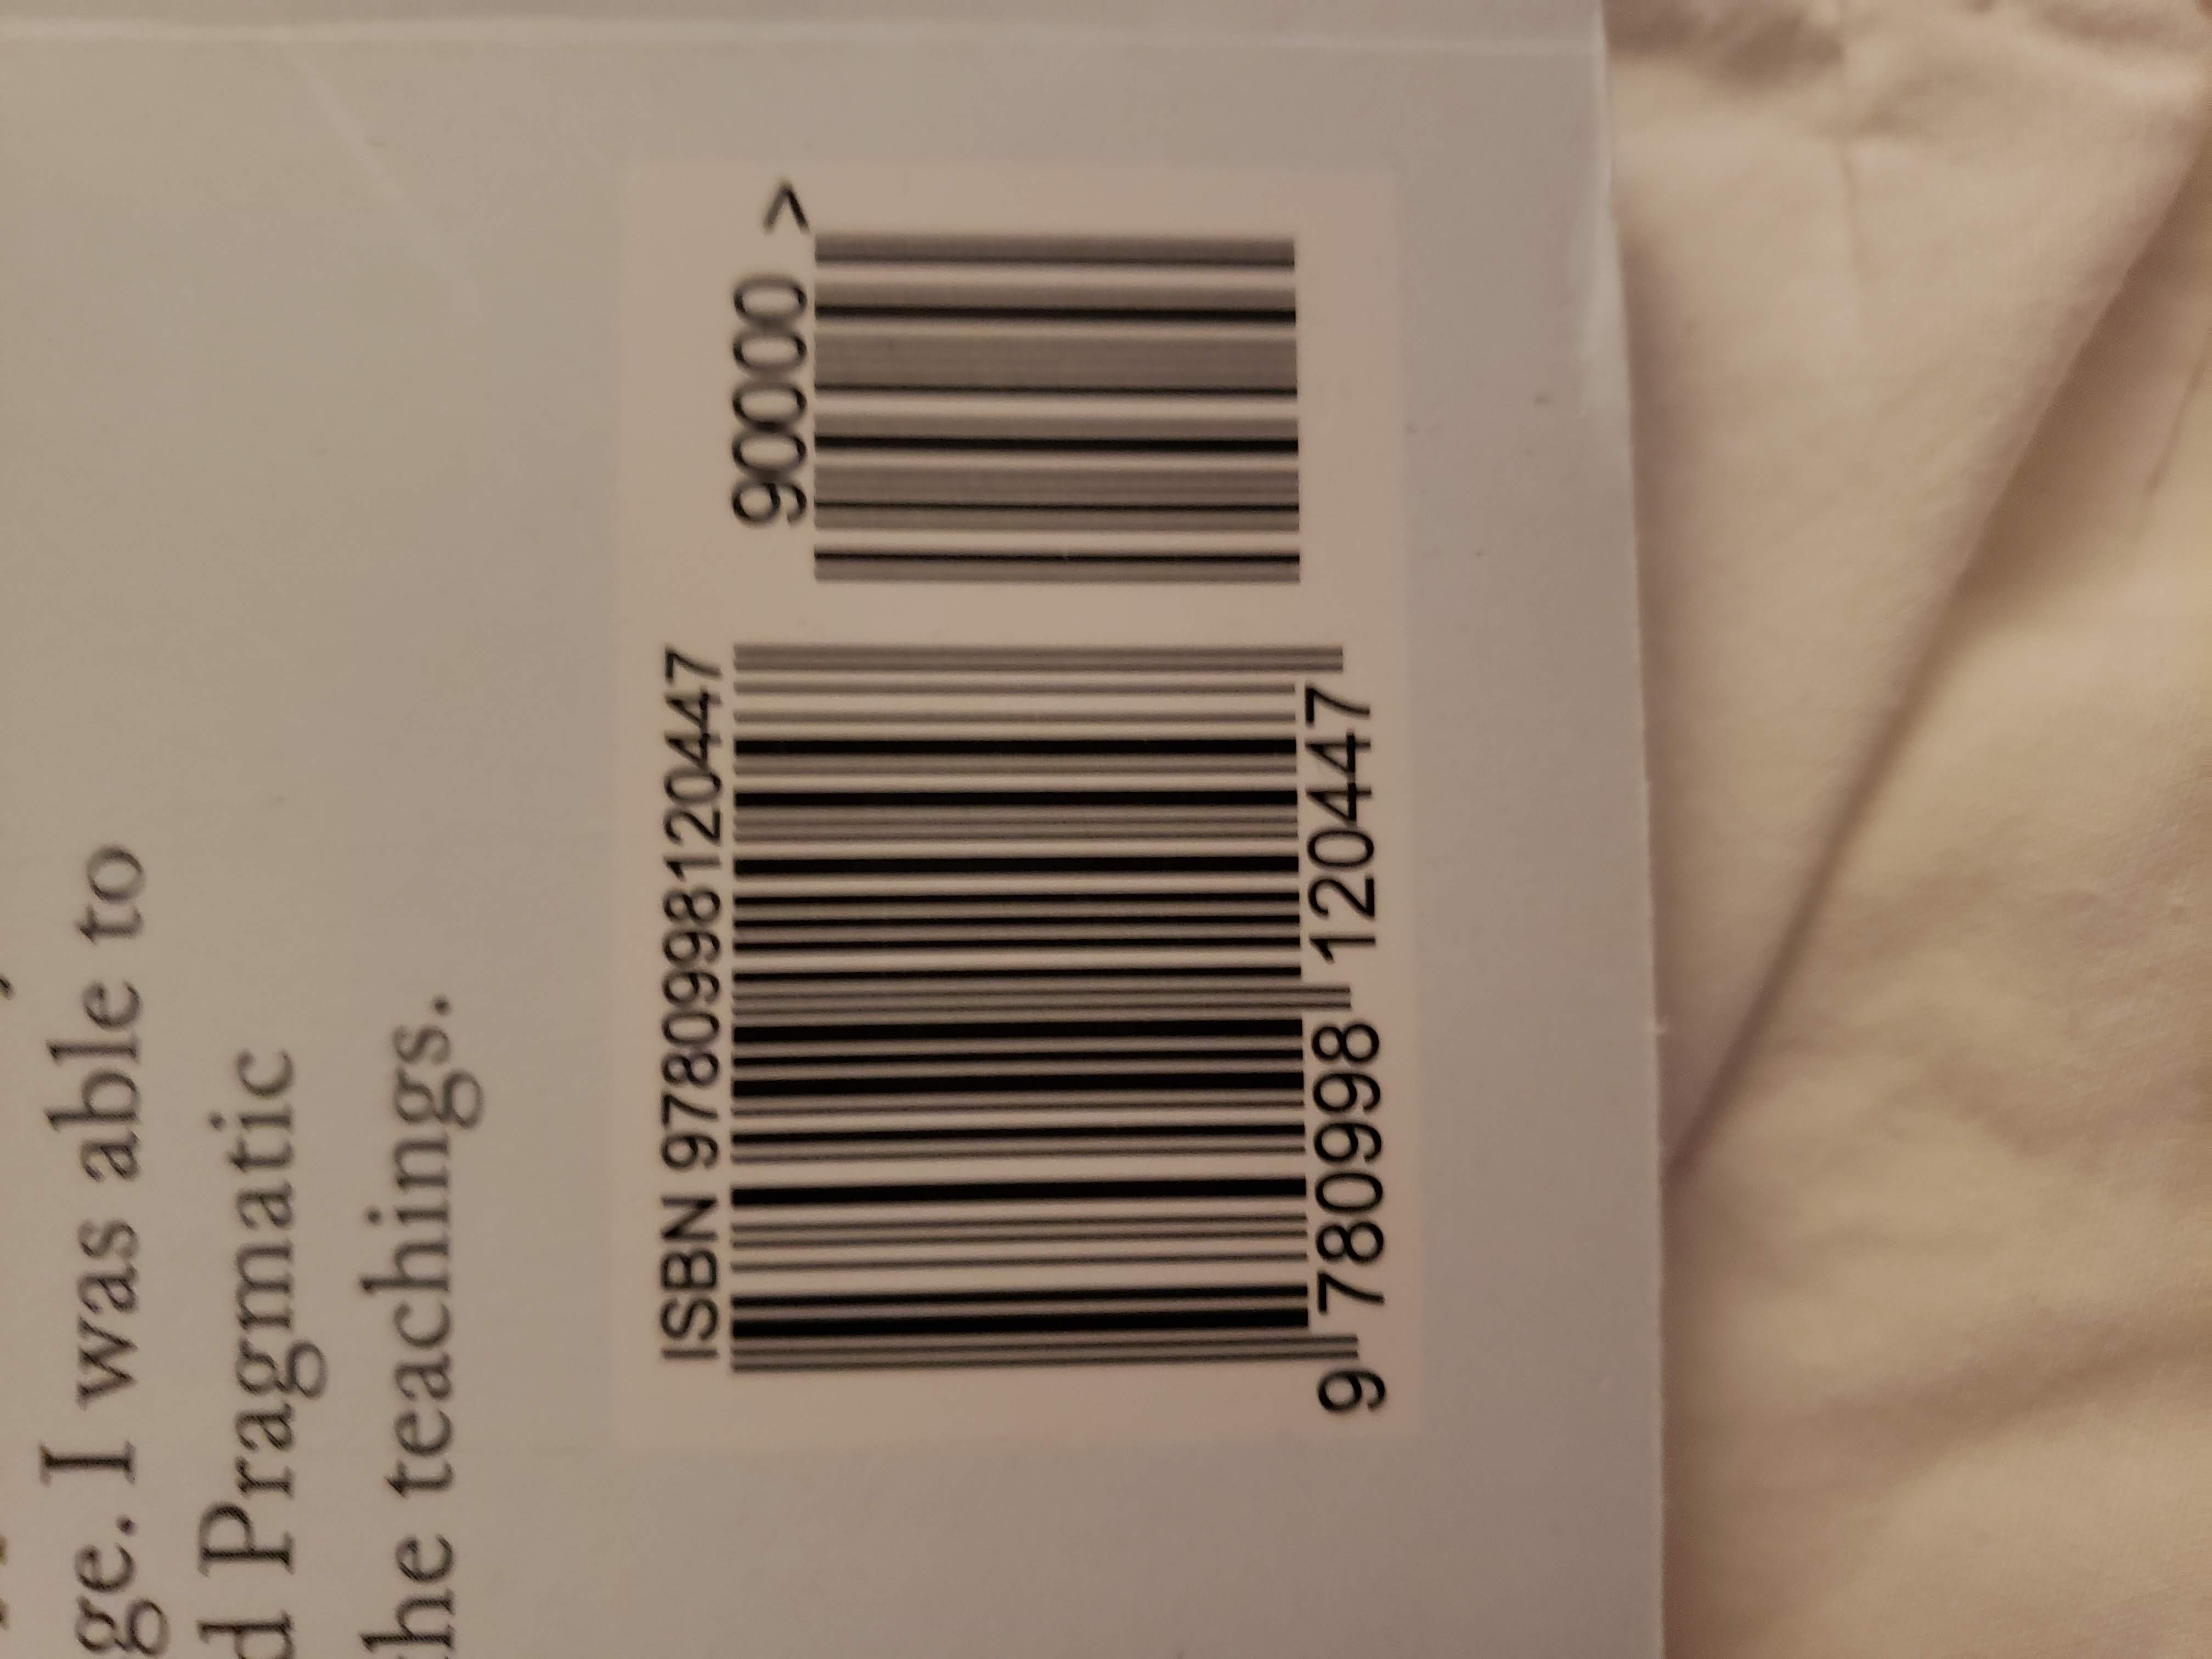 ge. I was able to
d Pragmatic
he teachings.
ISBN 9780998120447
90000 >
9 780998 120447